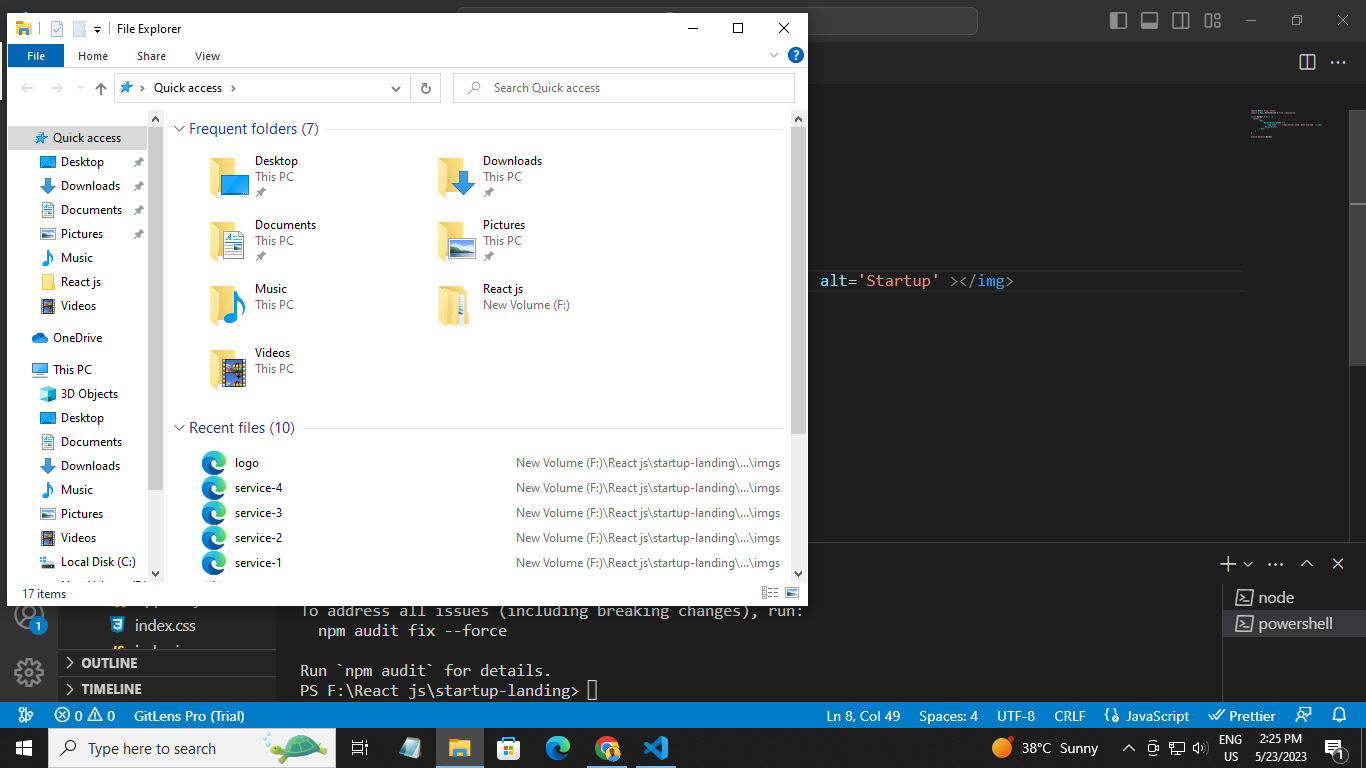 File Explorer
File
Home
Share
View
Quick access
Search Quick access
Quick access
Desktop
Downloads
Documents
Pictures
Music
React js
Videos
OneDrive
This PC
3D Objects
Desktop
Documents
Downloads
Music
Pictures
Videos
Local Disk (C:)
Frequent folders (7)
Desktop
This PC
Downloads
This PC
Documents
This PC
Pictures
This PC
Music
This PC
React js
New Volume (F:)
Videos
This PC
Recent files (10)
logo New Volume (F:)\React js\startup-landing\...\imgs
service-4 New Volume (F:)\React js\startup-landing\...\imgs
service-3 New Volume (F:)\React js\startup-landing\...\imgs
service-2 New Volume (F:)\React js\startup-landing\...\imgs
service-1 New Volume (F:)\React js\startup-landing\...\imgs
17 items
alt='Startup' ></img>
node
powershell
1
index.css
OUTLINE
TIMELINE
To address all issues (including breaking changes), run:
npm audit fix --force
Run `npm audit` for details.
PS F:\React js\startup-landing>
0 0 GitLens Pro (Trial)
Ln 8, Col 49 Spaces: 4 UTF-8 CRLF JavaScript Prettier
Type here to search
38°C Sunny
ENG
US
2:25 PM
5/23/2023
1